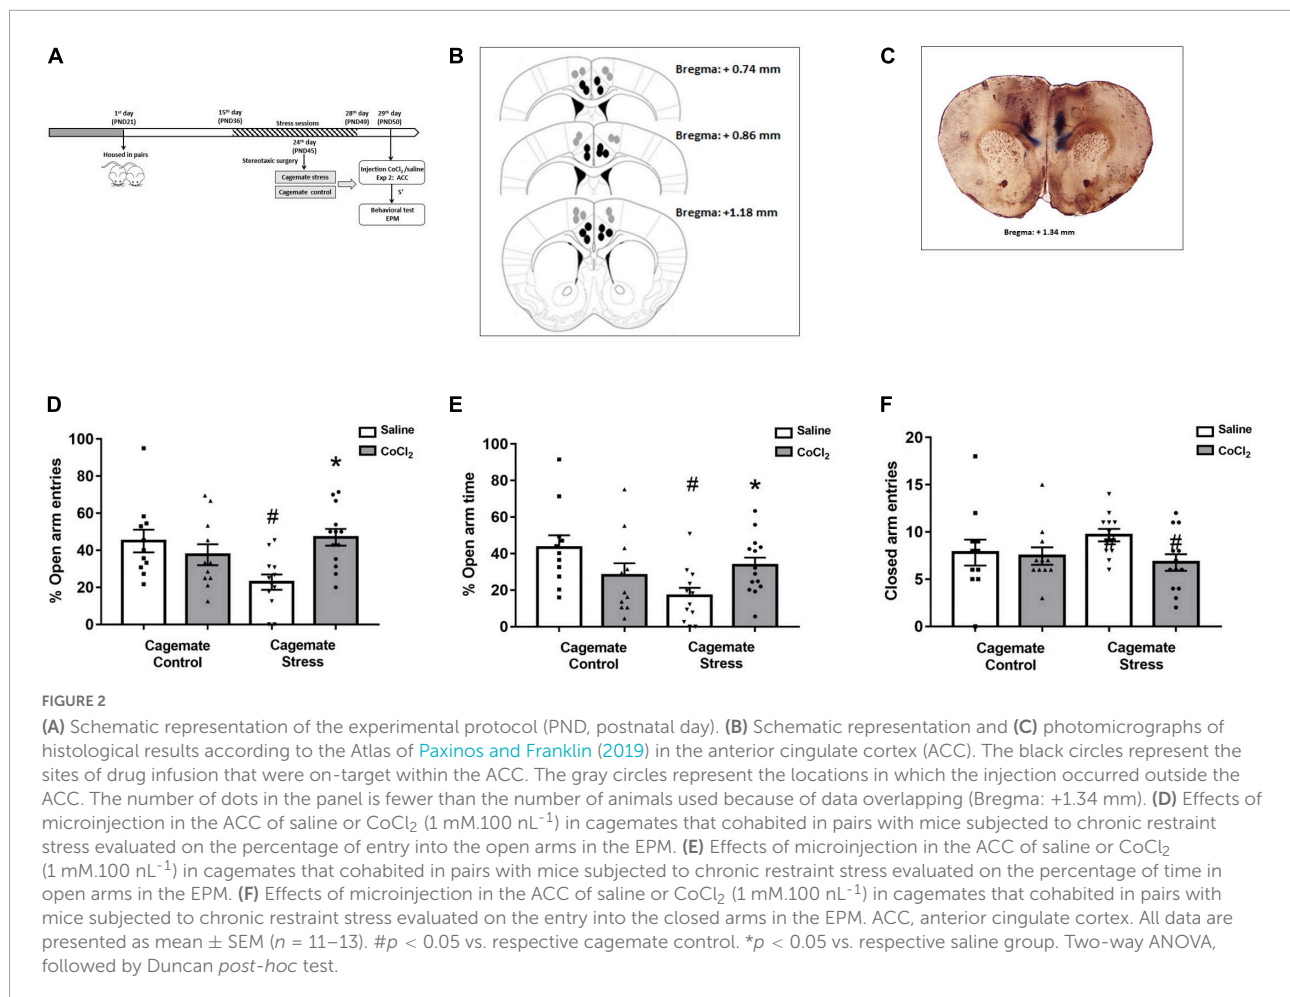 A
1st day
(PND21)
15th day
(PND36)
Stress sessions
28th day
(PND49)
29th day
(PND50)
24th day
(PND45)
Housed in pairs
Stereotaxic surgery
Cagemate stress
Cagemate control
Injection CoCl2/saline
Exp 2: ACC
5'
Behavioral test
EPM
B
Bregma: + 0.74 mm
Bregma: + 0.86 mm
Bregma: +1.18 mm
C
Bregma: + 1.34 mm
D
% Open arm entries
100
80
60
40
20
0
#
*
Saline
CoCl2
Cagemate
Control
Cagemate
Stress
E
% Open arm time
100
80
60
40
20
0
#
*
Saline
CoCl2
Cagemate
Control
Cagemate
Stress
F
Closed arm entries
20
15
10
5
0
#
#
Saline
CoCl2
Cagemate
Control
Cagemate
Stress
FIGURE 2
(A) Schematic representation of the experimental protocol (PND, postnatal day). (B) Schematic representation and (C) photomicrographs of
histological results according to the Atlas of Paxinos and Franklin (2019) in the anterior cingulate cortex (ACC). The black circles represent the
sites of drug infusion that were on-target within the ACC. The gray circles represent the locations in which the injection occurred outside the
ACC. The number of dots in the panel is fewer than the number of animals used because of data overlapping (Bregma: +1.34 mm). (D) Effects of
microinjection in the ACC of saline or CoCl2 (1 mM.100 nL-1) in cagemates that cohabited in pairs with mice subjected to chronic restraint
stress evaluated on the percentage of entry into the open arms in the EPM. (E) Effects of microinjection in the ACC of saline or CoCl2
(1 mM.100 nL-1) in cagemates that cohabited in pairs with mice subjected to chronic restraint stress evaluated on the percentage of time in
open arms in the EPM. (F) Effects of microinjection in the ACC of saline or CoCl2 (1 mM.100 nL-1) in cagemates that cohabited in pairs with
mice subjected to chronic restraint stress evaluated on the entry into the closed arms in the EPM. ACC, anterior cingulate cortex. All data are
presented as mean ± SEM (n = 11–13). #p < 0.05 vs. respective cagemate control. *p < 0.05 vs. respective saline group. Two-way ANOVA,
followed by Duncan post-hoc test.